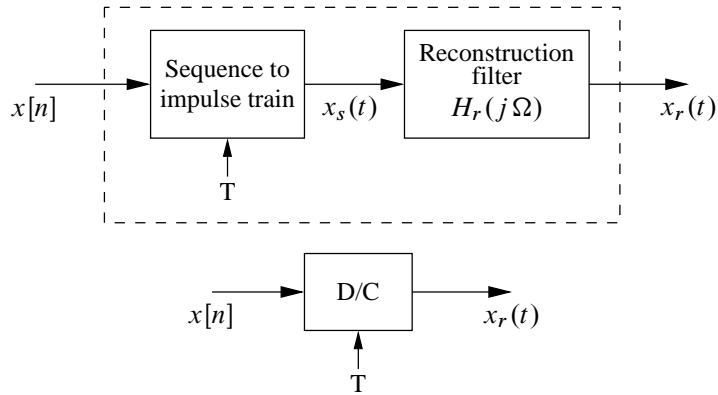 Sequence to
impulse train
Reconstruction
filter
H_r(jΩ)
x[n]
x_s(t)
x_r(t)
T
D/C
x[n]
x_r(t)
T